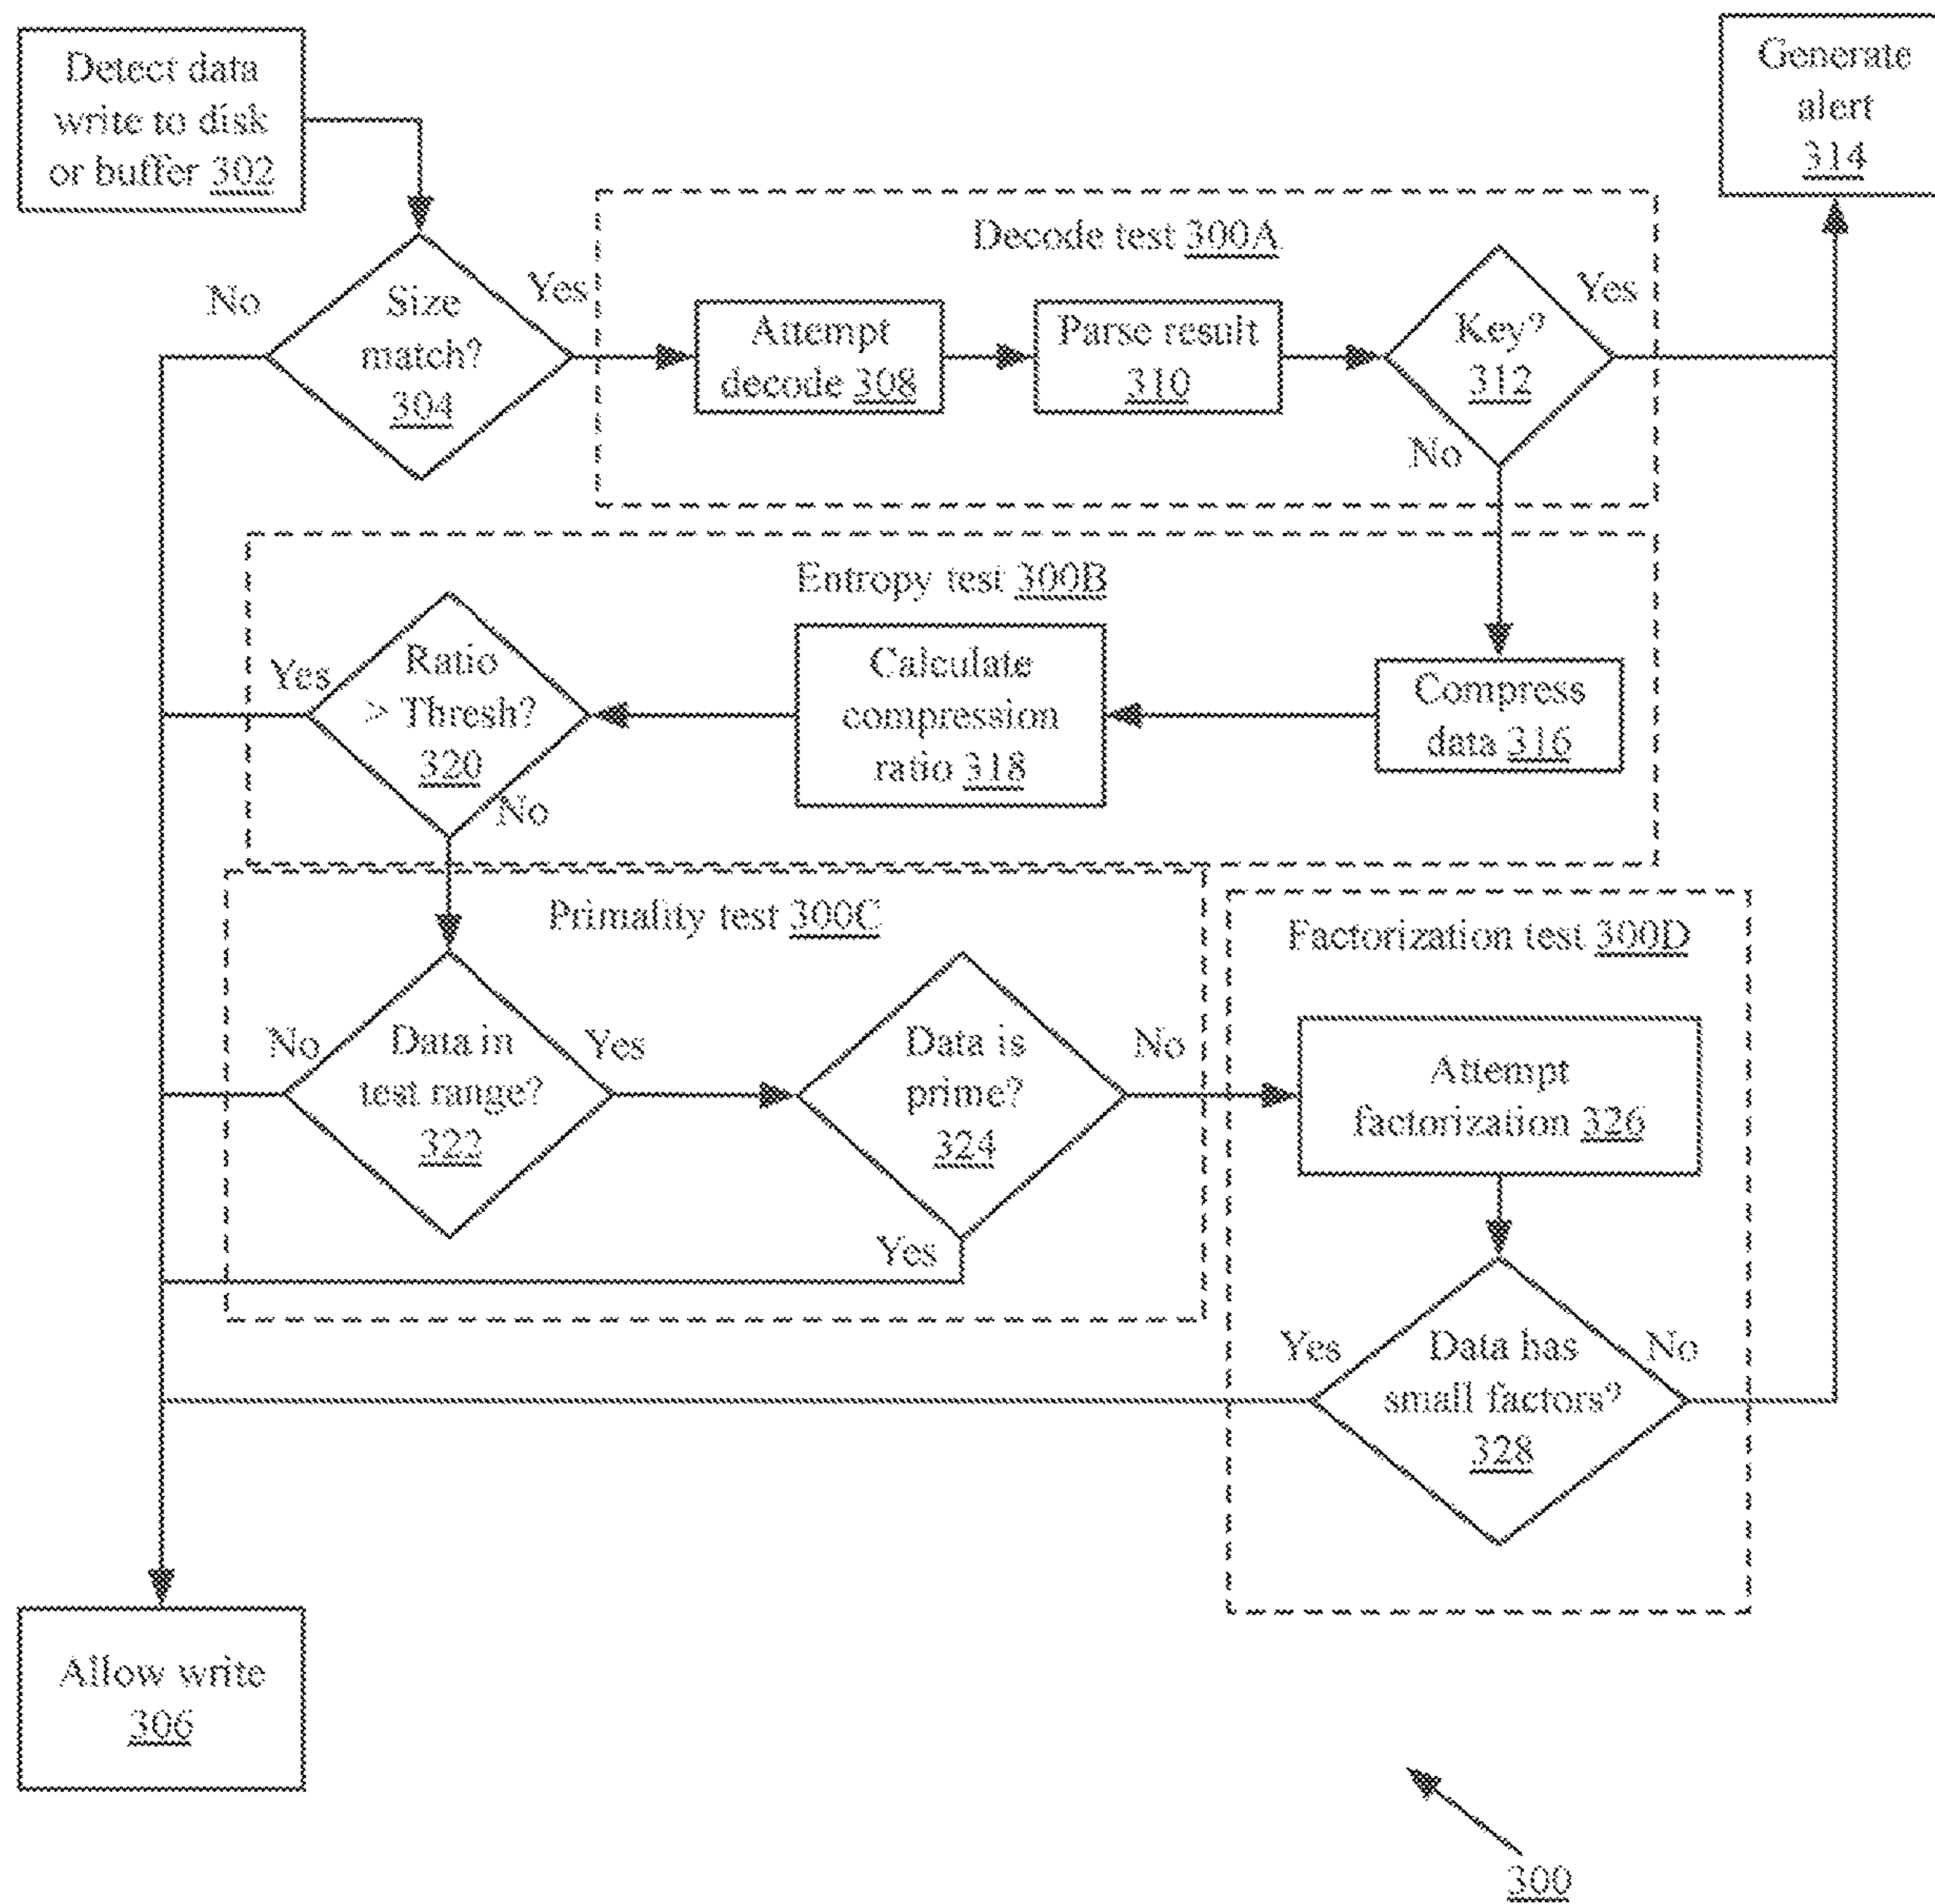 Detect data
write to disk
or buffer 302
Generate
alert
314
Decode test 300A
No
Size
match?
304
Yes
Attempt
decode 308
Parse result
310
Key?
312
Yes
No
Entropy test 300B
Yes
Ratio
> Thresh?
320
No
Calculate
compression
ratio 318
Compress
data 316
Primality test 300C
Factorization test 300D
No
Data in
test range?
322
Yes
Data is
prime?
324
No
Yes
Attempt
factorization 326
Yes
Data has
small factors?
328
No
Allow write
306
300